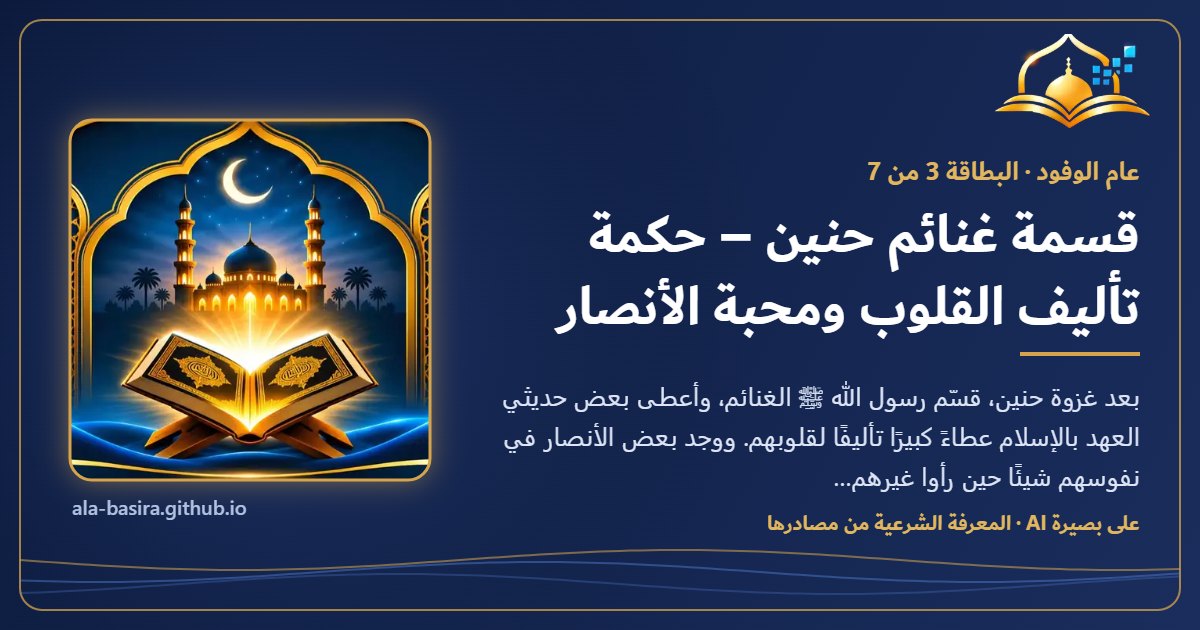 عام الوفود · البطاقة 3 من 7
قسمة غنائم حنين – حكمة
تأليف القلوب ومحبة الأنصار
بعد غزوة حنين، قسّم رسول الله ﷺ الغنائم، وأعطى بعض حديثي
العهد بالإسلام عطاءً كبيرًا تأليفًا لقلوبهم. ووجد بعض الأنصار في
نفوسهم شيئًا حين رأوا غيرهم...
على بصيرة AI · المعرفة الشرعية من مصادرها
ala-basira.github.io